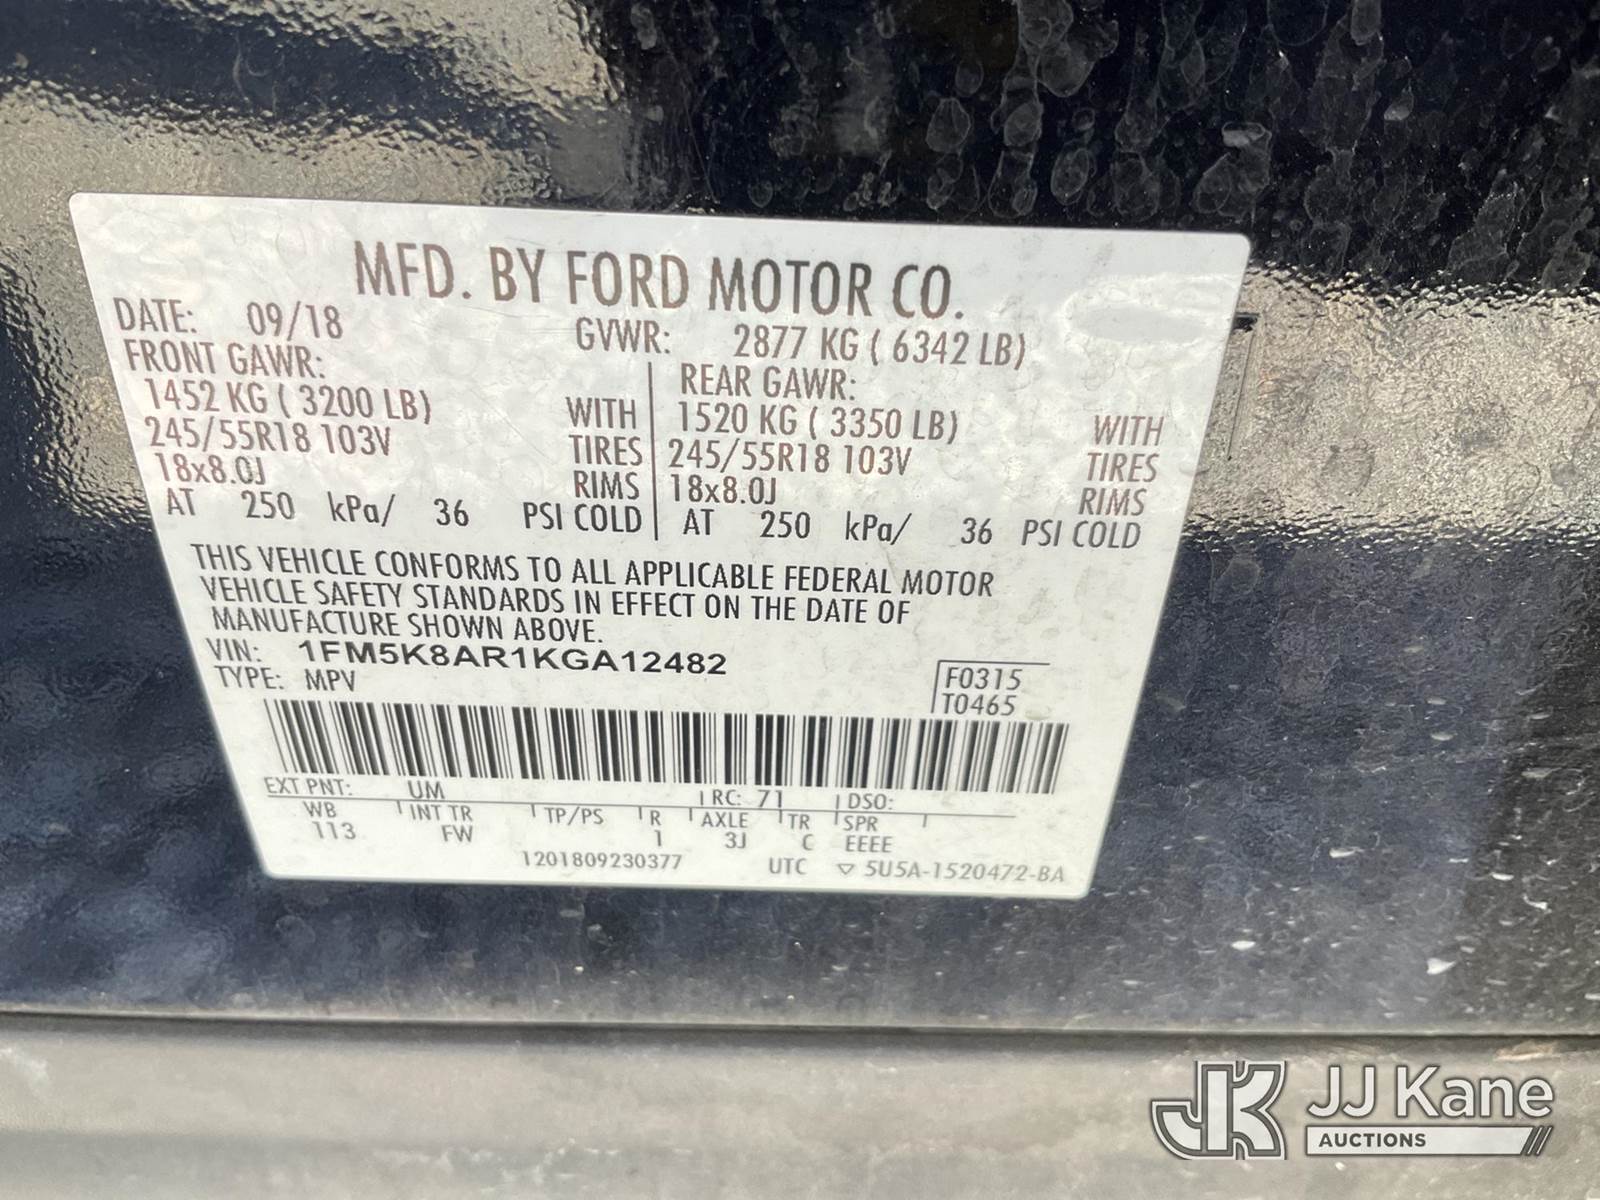 MFD. BY FORD MOTOR CO.
DATE: 09/18 GVWR: 2877 KG ( 6342 LB)
FRONT GAWR: REAR GAWR:
1452 KG ( 3200 LB) WITH 1520 KG ( 3350 LB) WITH
245/55R18 103V TIRES 245/55R18 103V TIRES
18x8.0J RIMS 18x8.0J RIMS
AT 250 kPa/ 36 PSI COLD AT 250 kPa/ 36 PSI COLD
THIS VEHICLE CONFORMS TO ALL APPLICABLE FEDERAL MOTOR
VEHICLE SAFETY STANDARDS IN EFFECT ON THE DATE OF
MANUFACTURE SHOWN ABOVE.
VIN: 1FM5K8AR1KGA12482
TYPE: MPV F0315
T0465
EXT PNT: UM RC: 71 DSO:
WB INT TR TP/PS R AXLE TR SPR
113 FW 1 3J C EEEE
1201809230377 UTC ▽ 5U5A-1520472-BA
JK JJ Kane
AUCTIONS